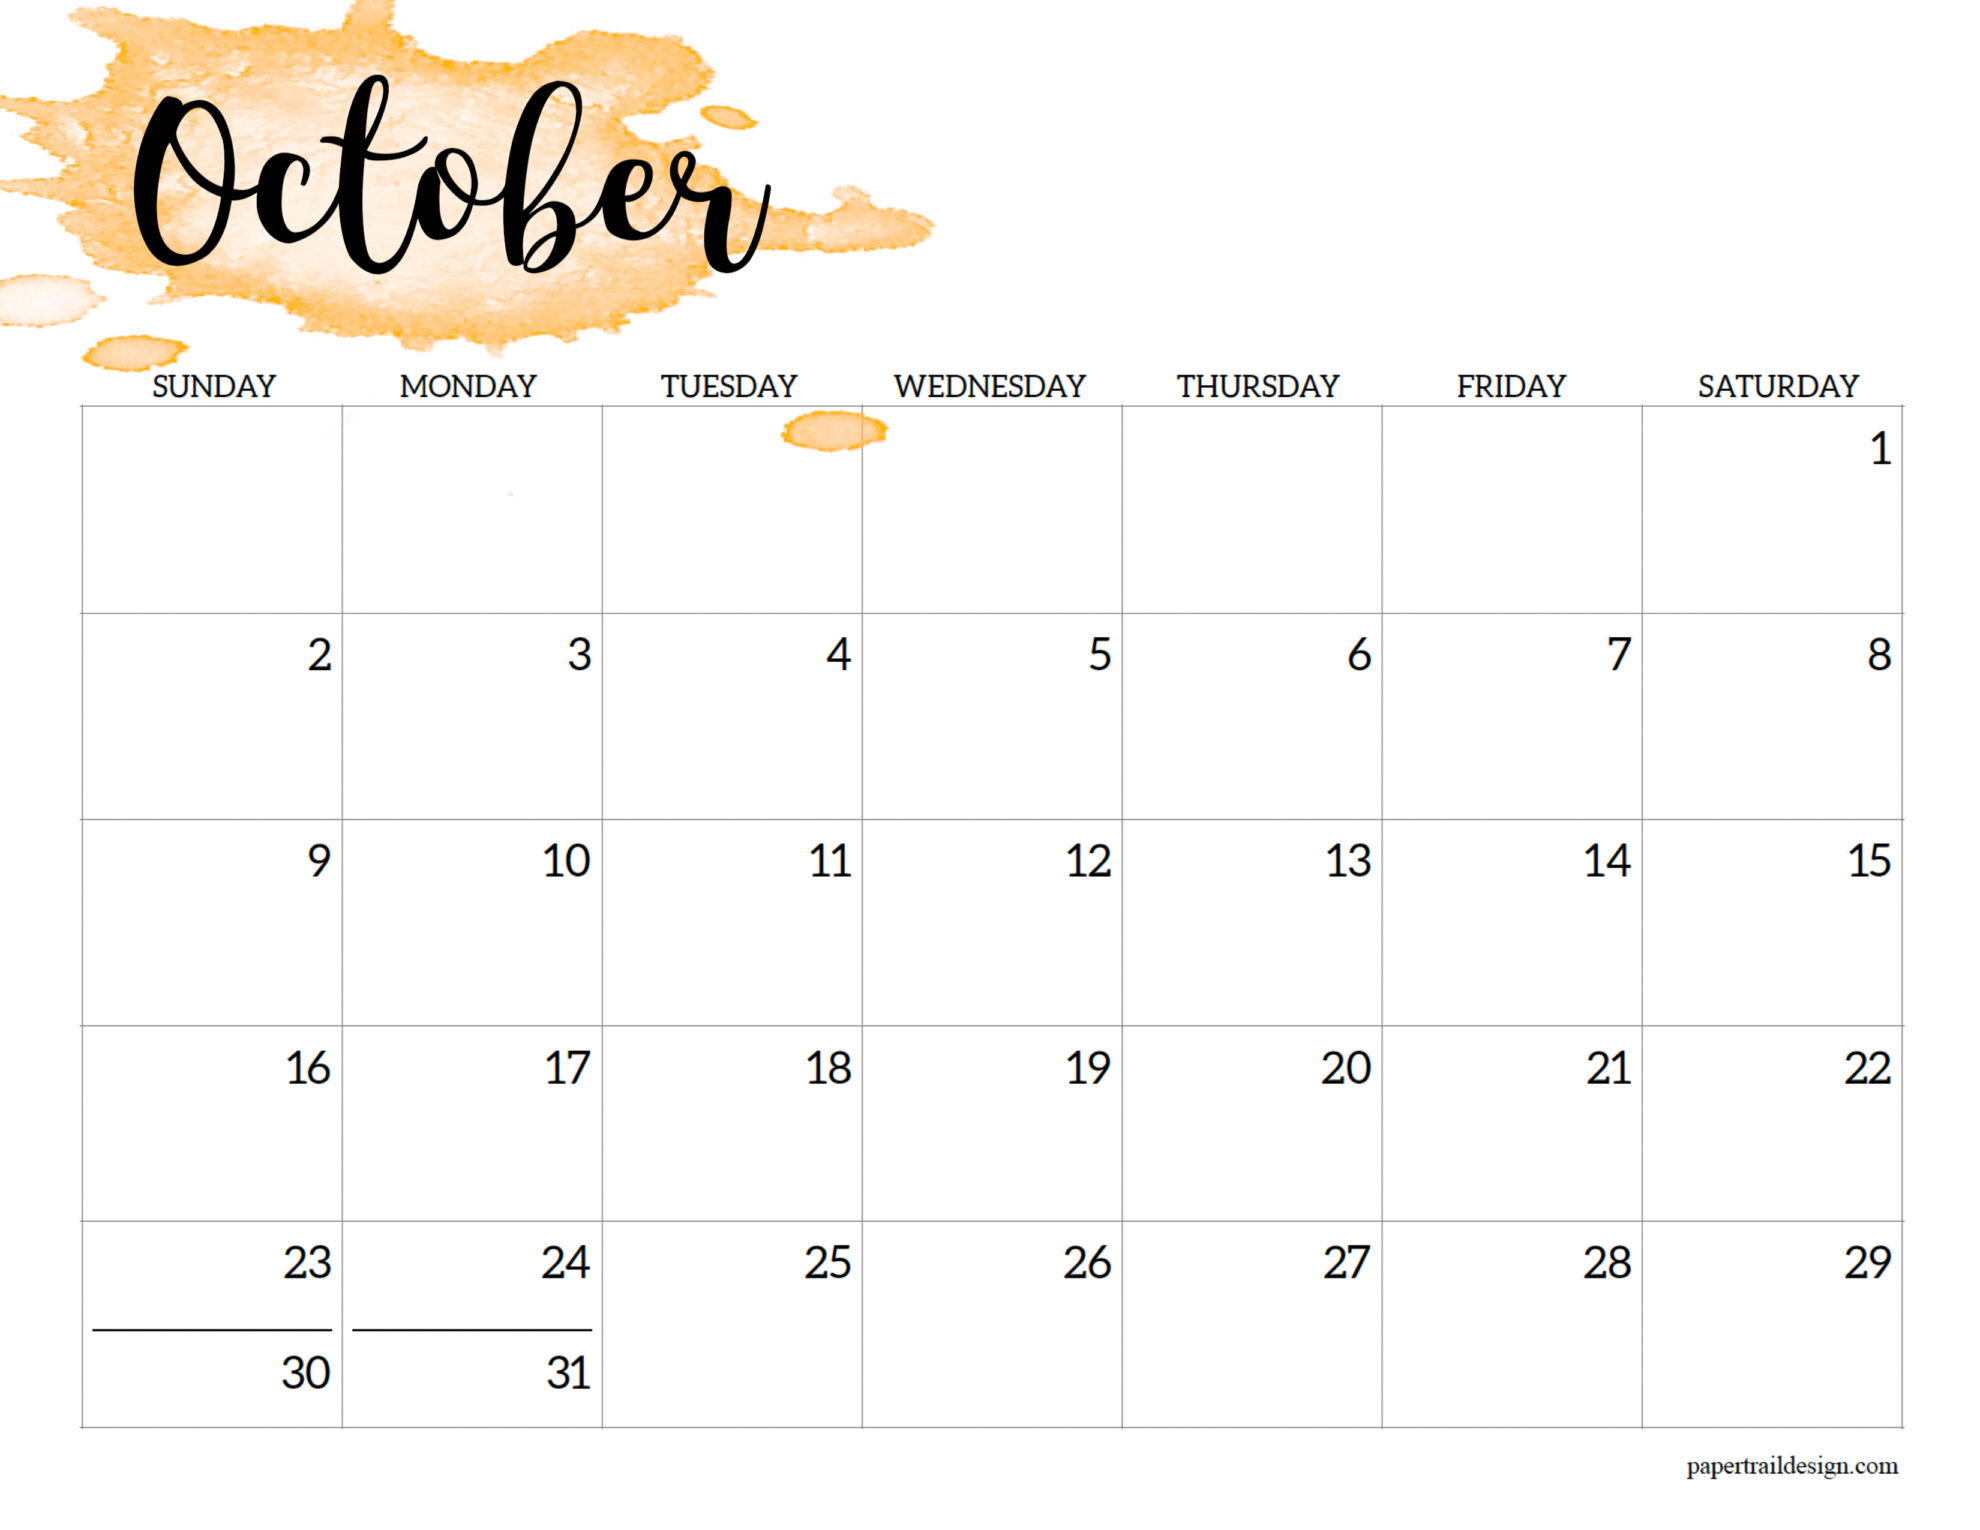 October
SUNDAY MONDAY TUESDAY WEDNESDAY THURSDAY FRIDAY SATURDAY
1
2 3 4 5 6 7 8
9 10 11 12 13 14 15
16 17 18 19 20 21 22
23 24 25 26 27 28 29
30 31
papertraildesign.com